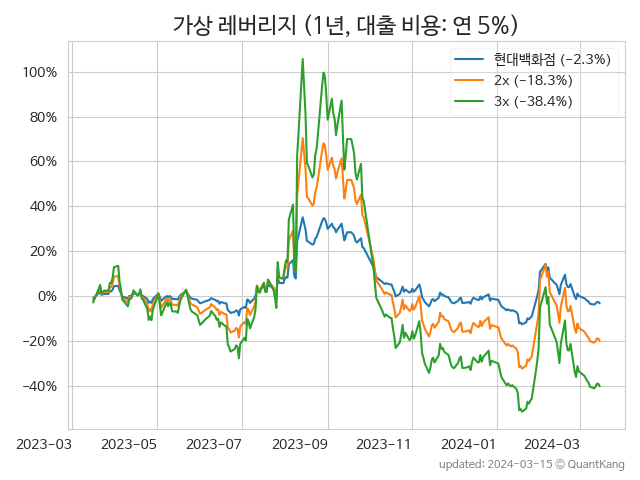 가상 레버리지 (1년, 대출 비용: 연 5%)
현대백화점 (-2.3%)
2x (-18.3%)
3x (-38.4%)
100%
80%
60%
40%
20%
0%
-20%
-40%
2023-03 2023-05 2023-07 2023-09 2023-11 2024-01 2024-03
updated: 2024-03-15 © QuantKang